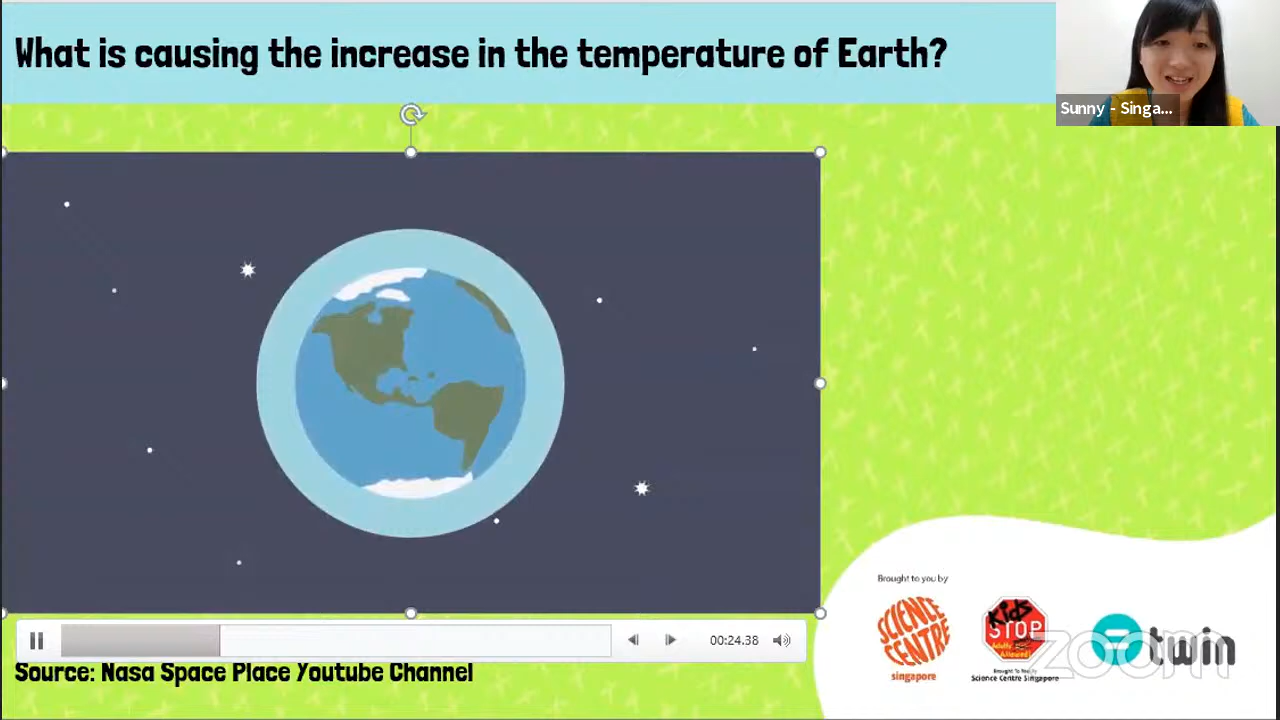 What is causing the increase in the temperature of Earth?
Sunny - Singa...
00:24.38
Source: Nasa Space Place Youtube Channel
Brought to you by
SCIENCE
CENTRE
singapore
Kids
STOP
Science Centre Singapore
twin
zoom